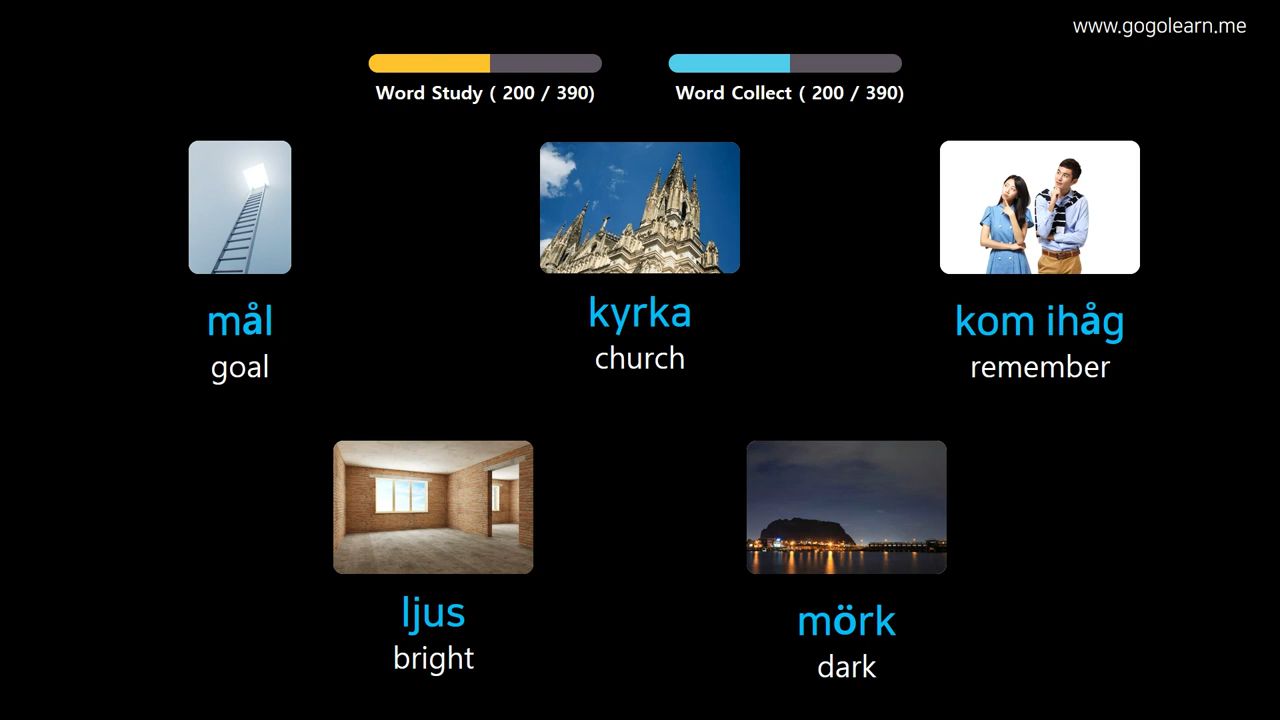 www.gogolearn.me
Word Study ( 200 / 390)
Word Collect ( 200 / 390)
mål
goal
kyrka
church
kom ihåg
remember
ljus
bright
mörk
dark